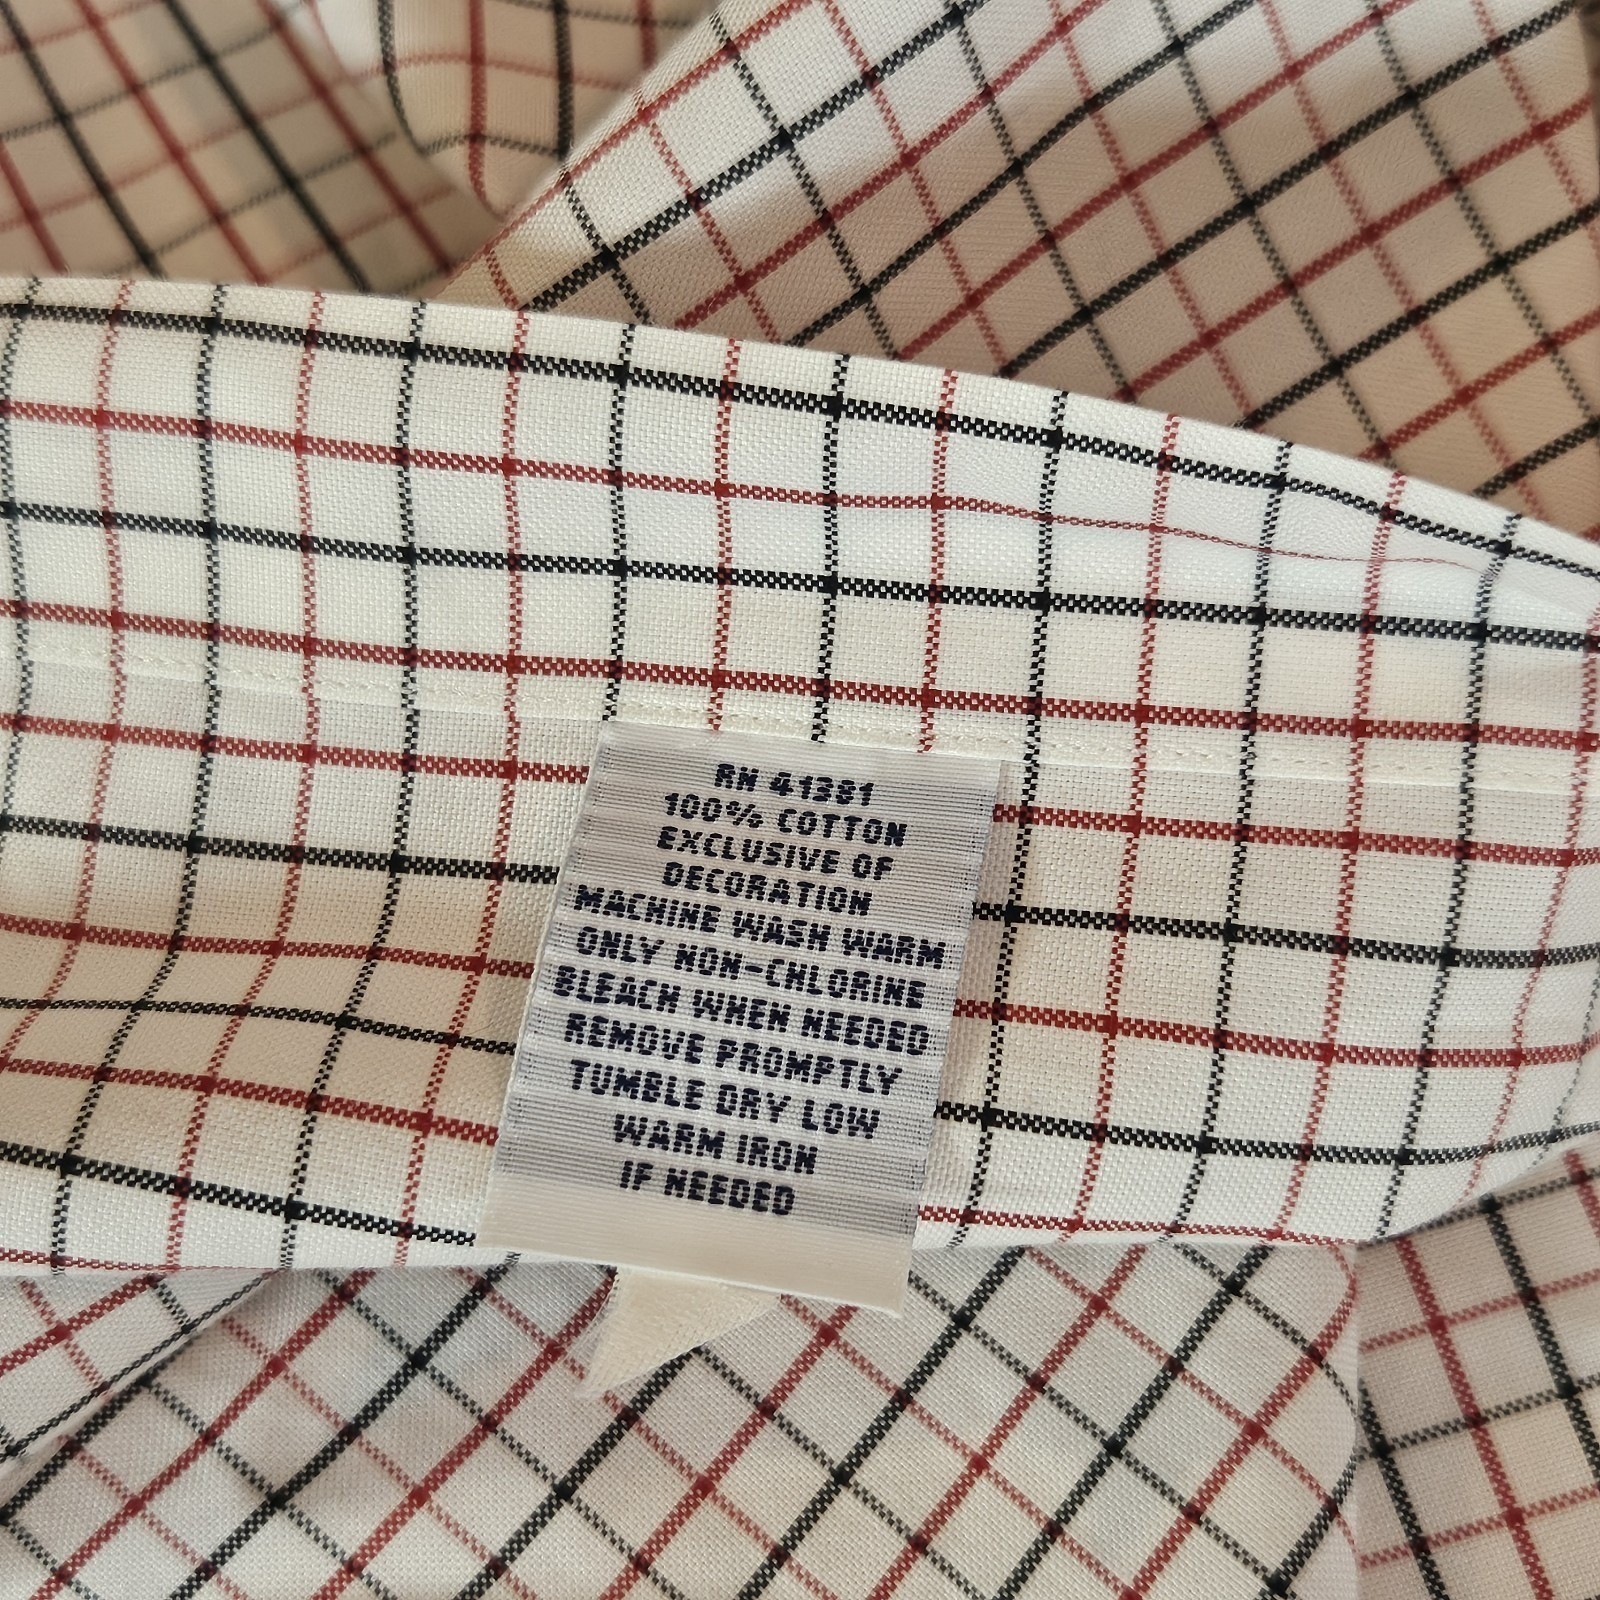 RN 41381
100% COTTON
EXCLUSIVE OF
DECORATION
MACHINE WASH WARM
ONLY NON-CHLORINE
BLEACH WHEN NEEDED
REMOVE PROMPTLY
TUMBLE DRY LOW
WARM IRON
IF NEEDED